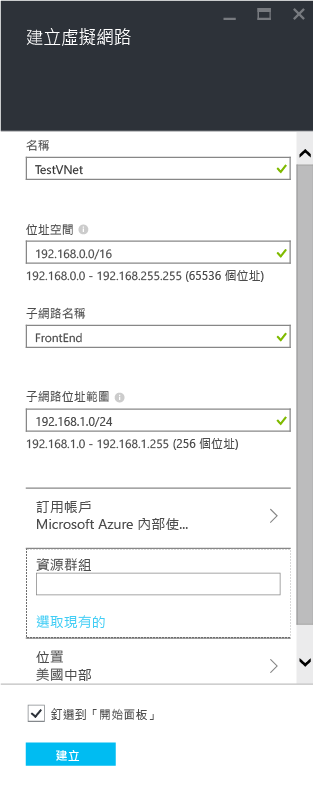 建立虛擬網路
名稱
TestVNet
位址空間
192.168.0.0/16
192.168.0.0 - 192.168.255.255 (65536 個位址)
子網路名稱
FrontEnd
子網路位址範圍
192.168.1.0/24
192.168.1.0 - 192.168.1.255 (256 個位址)
訂用帳戶
Microsoft Azure 內部使...
資源群組
選取現有的
位置
美國中部
釘選到「開始面板」
建立